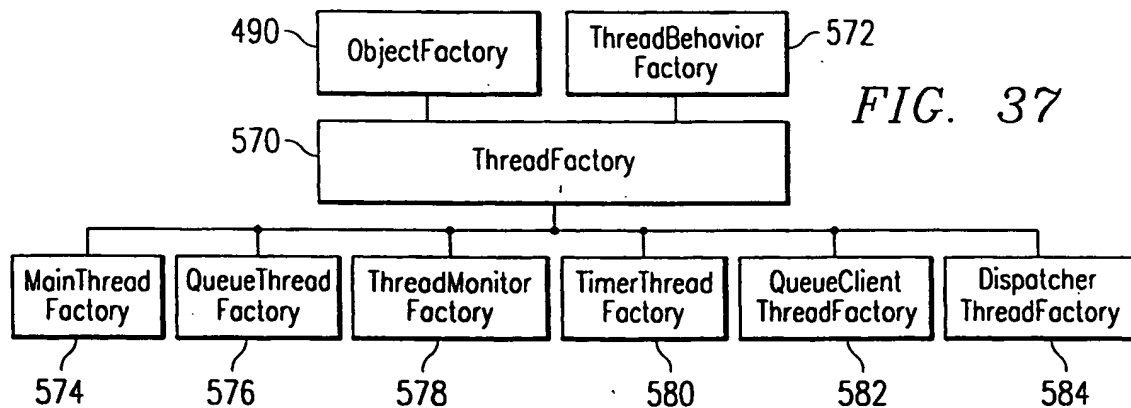 490
ObjectFactory
ThreadBehavior
Factory
572
FIG. 37
570
ThreadFactory
MainThread
Factory
QueueThread
Factory
ThreadMonitor
Factory
TimerThread
Factory
QueueClient
ThreadFactory
Dispatcher
ThreadFactory
574
576
578
580
582
584